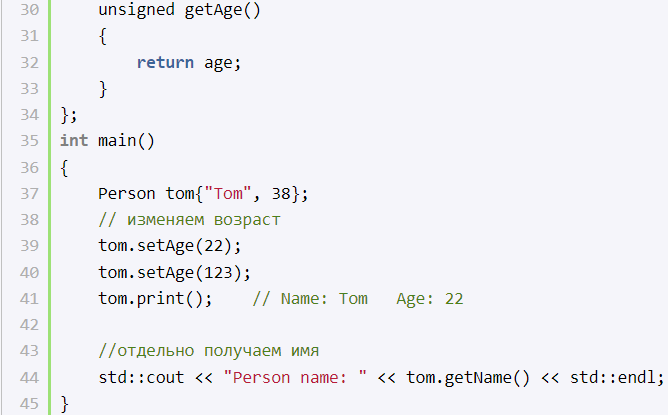 30 unsigned getAge()
31 {
32 return age;
33 }
34 };
35 int main()
36 {
37 Person tom{"Tom", 38};
38 // изменяем возраст
39 tom.setAge(22);
40 tom.setAge(123);
41 tom.print(); // Name: Tom Age: 22
42
43 //отдельно получаем имя
44 std::cout << "Person name: " << tom.getName() << std::endl;
45 }